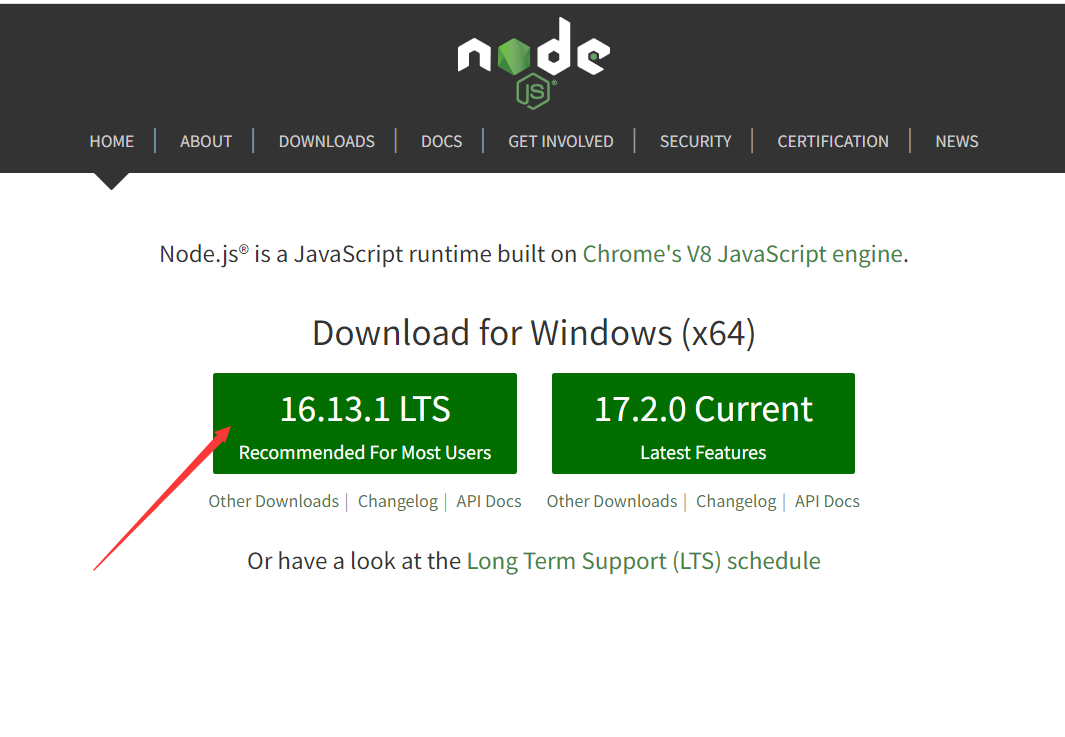 node
JS®
HOME | ABOUT | DOWNLOADS | DOCS | GET INVOLVED | SECURITY | CERTIFICATION | NEWS
Node.js® is a JavaScript runtime built on Chrome's V8 JavaScript engine.
Download for Windows (x64)
16.13.1 LTS
Recommended For Most Users
17.2.0 Current
Latest Features
Other Downloads | Changelog | API Docs
Other Downloads | Changelog | API Docs
Or have a look at the Long Term Support (LTS) schedule